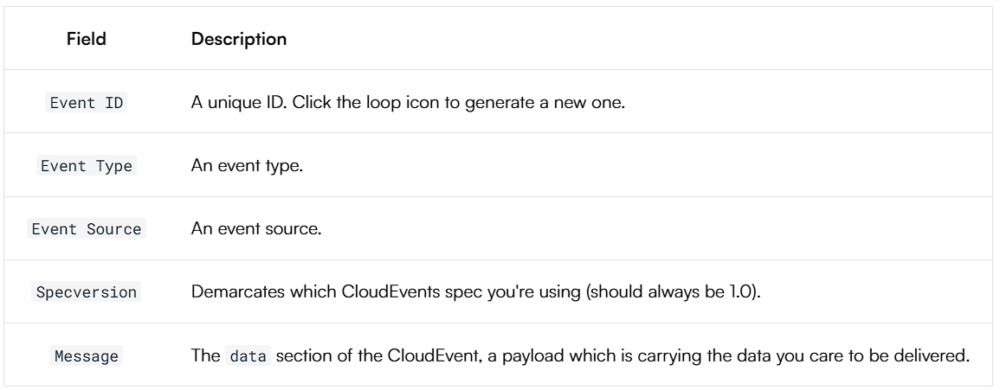 Field Description
Event ID A unique ID. Click the loop icon to generate a new one.
Event Type An event type.
Event Source An event source.
Specversion Demarcates which CloudEvents spec you're using (should always be 1.0).
Message The data section of the CloudEvent, a payload which is carrying the data you care to be delivered.